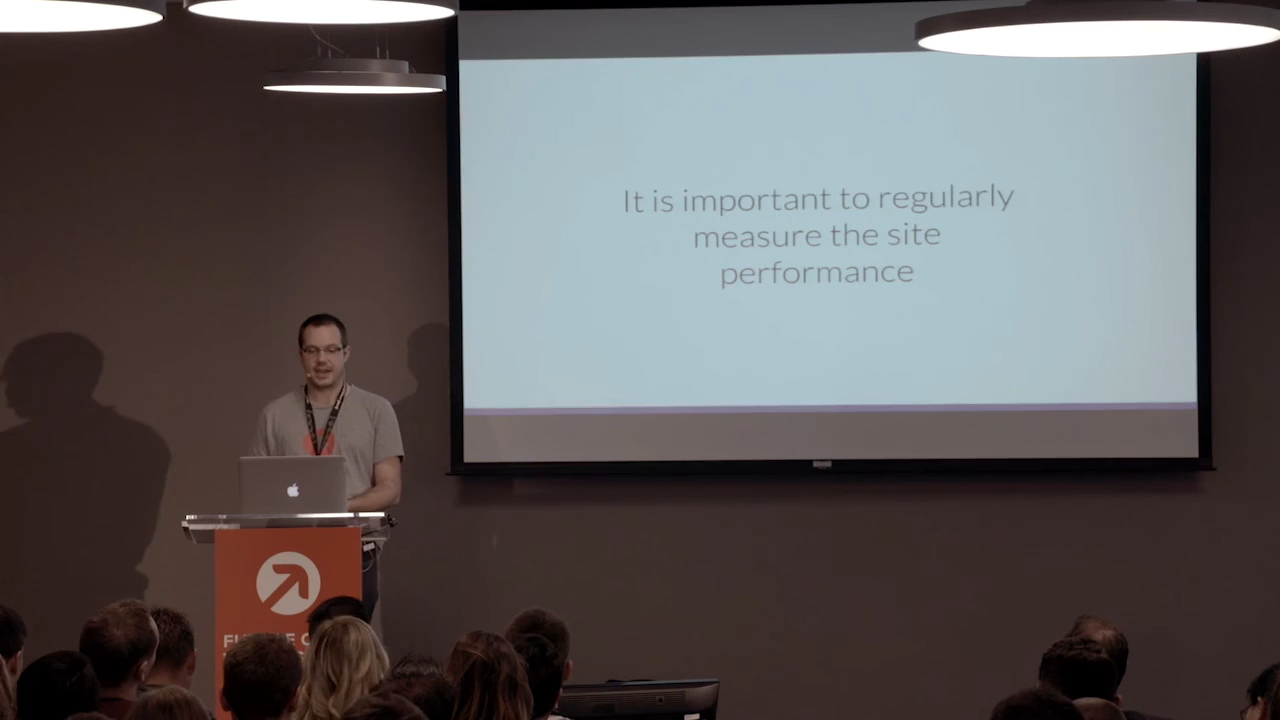 It is important to regularly
measure the site
performance